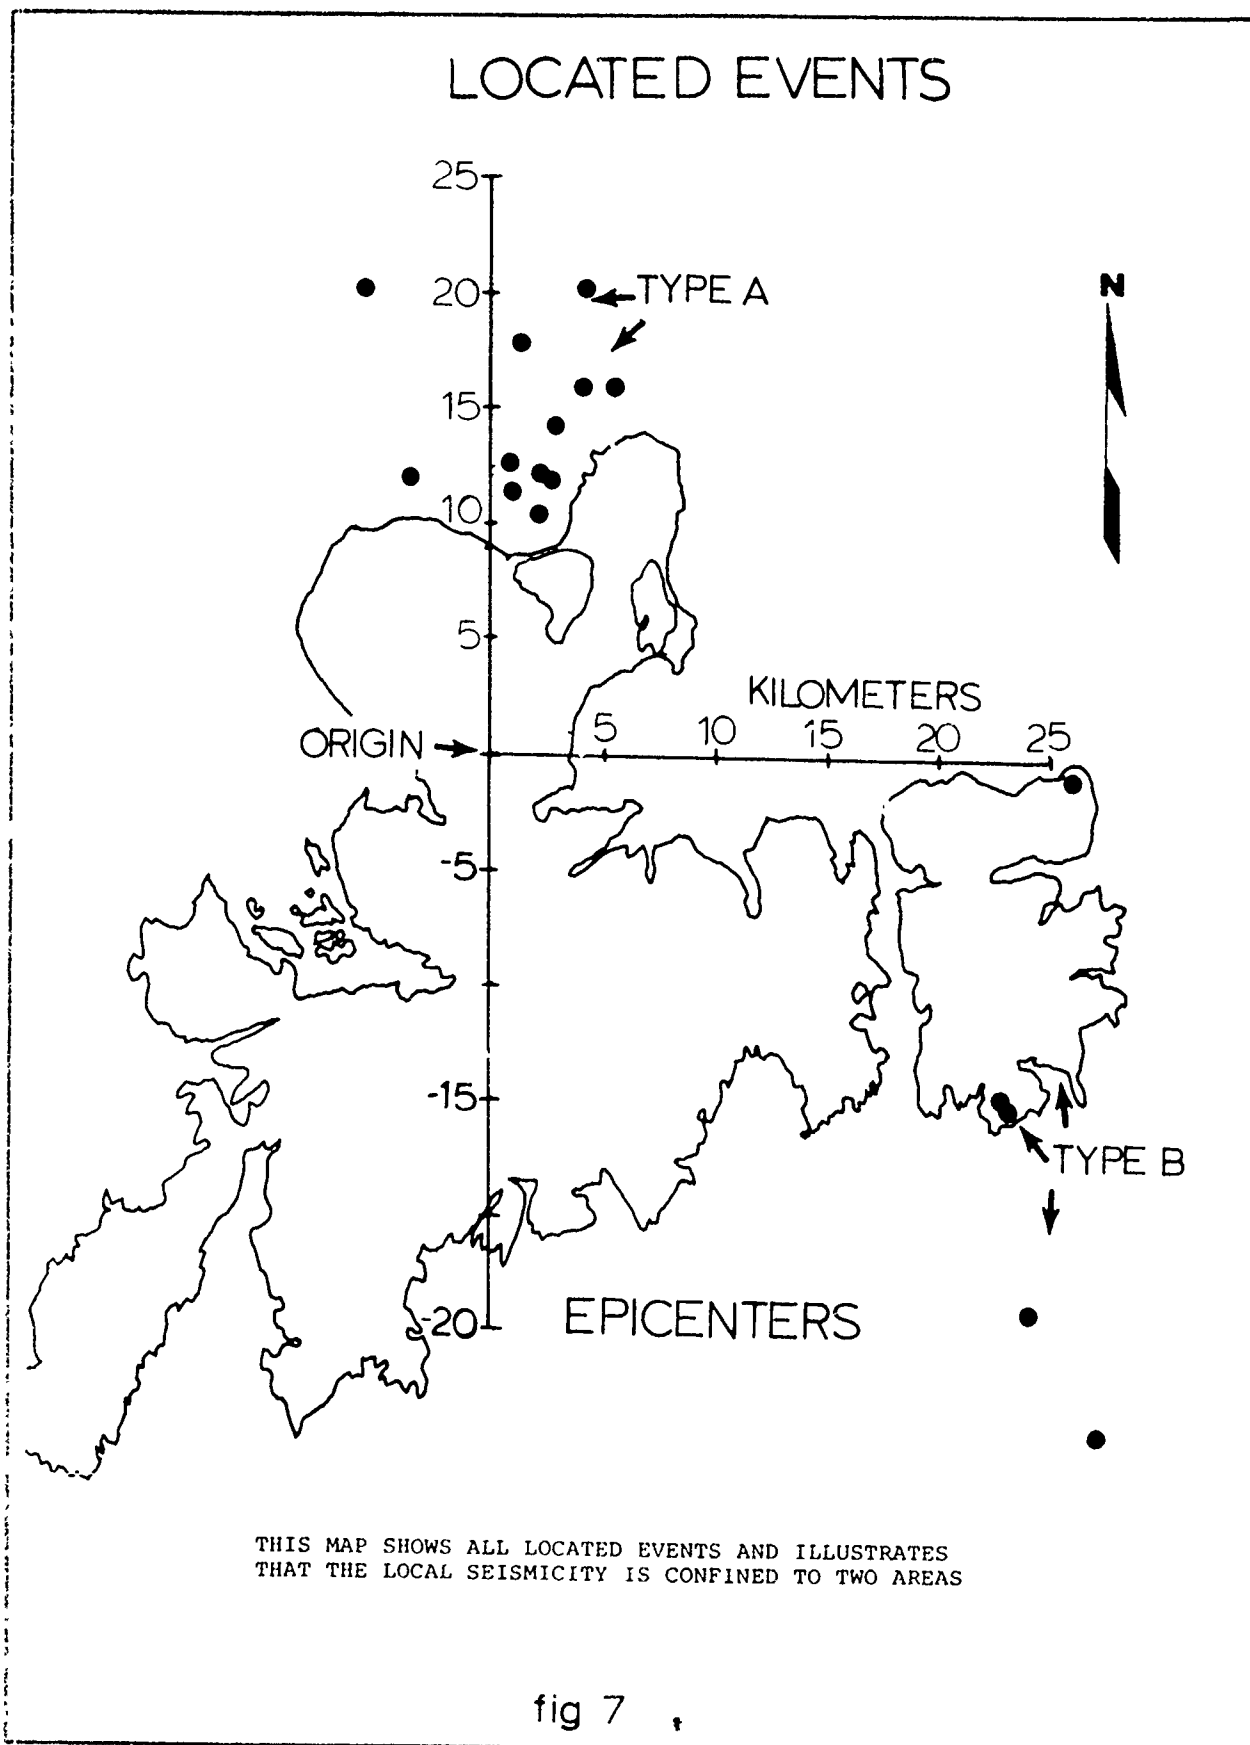 LOCATED EVENTS
25
20
TYPE A
N
15
10
5
KILOMETERS
ORIGIN
5
10
15
20
25
-5
-15
TYPE B
-20
EPICENTERS
THIS MAP SHOWS ALL LOCATED EVENTS AND ILLUSTRATES
THAT THE LOCAL SEISMICITY IS CONFINED TO TWO AREAS
fig 7